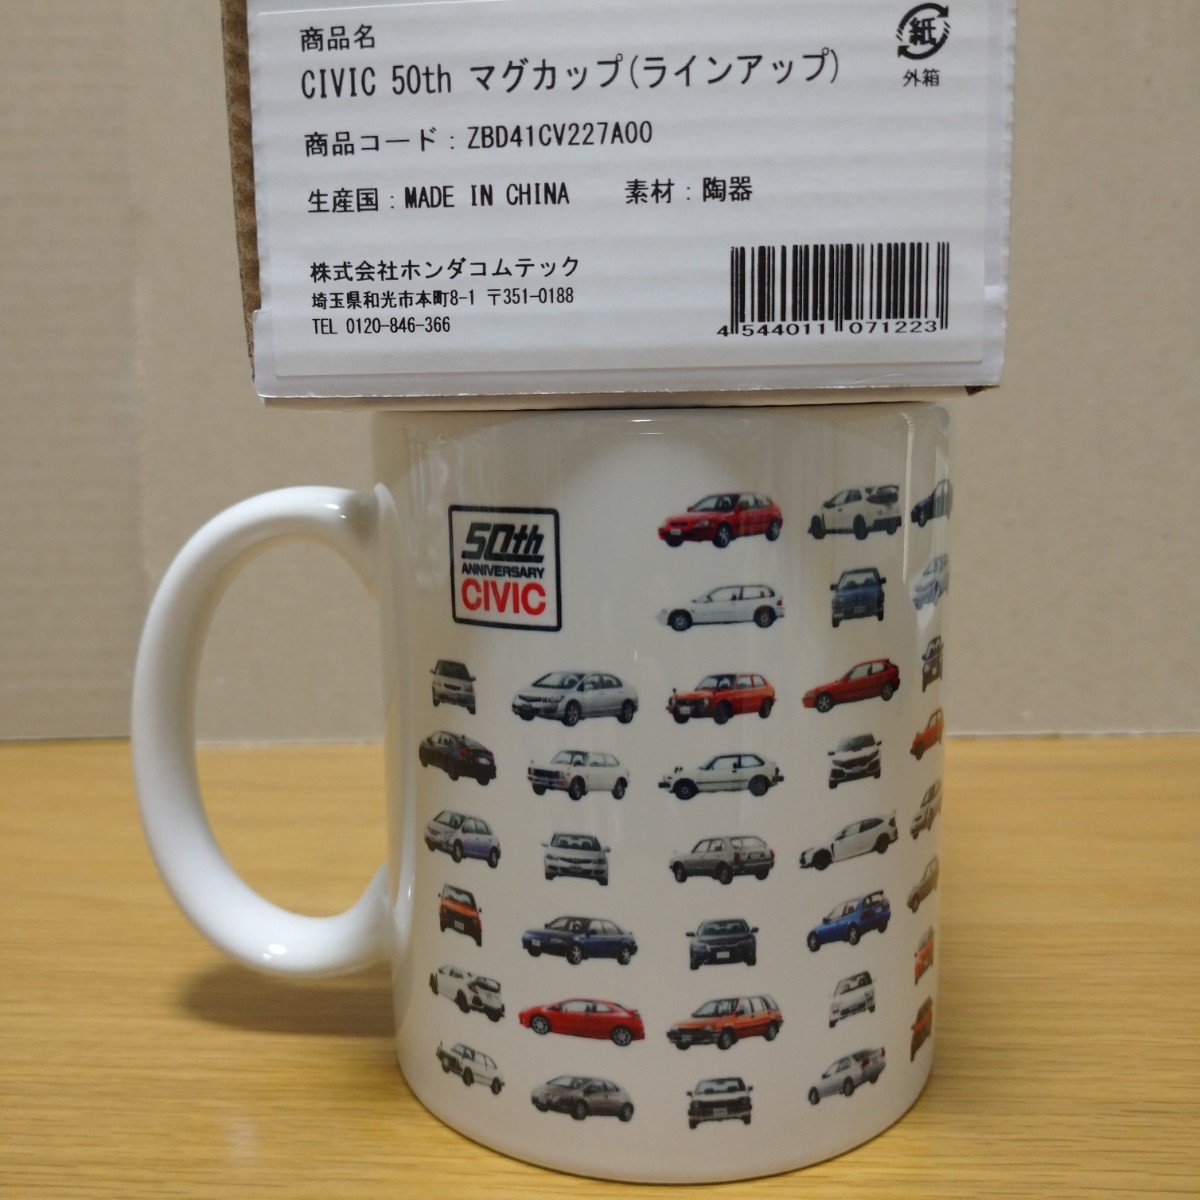 商品名
CIVIC 50th マグカップ(ラインアップ)
紙
外箱
商品コード：ZBD41CV227A00
生産国：MADE IN CHINA 素材：陶器
株式会社ホンダコムテック
埼玉県和光市本町8-1 〒351-0188
TEL 0120-846-366
4 544011 071223
50th
ANNIVERSARY
CIVIC